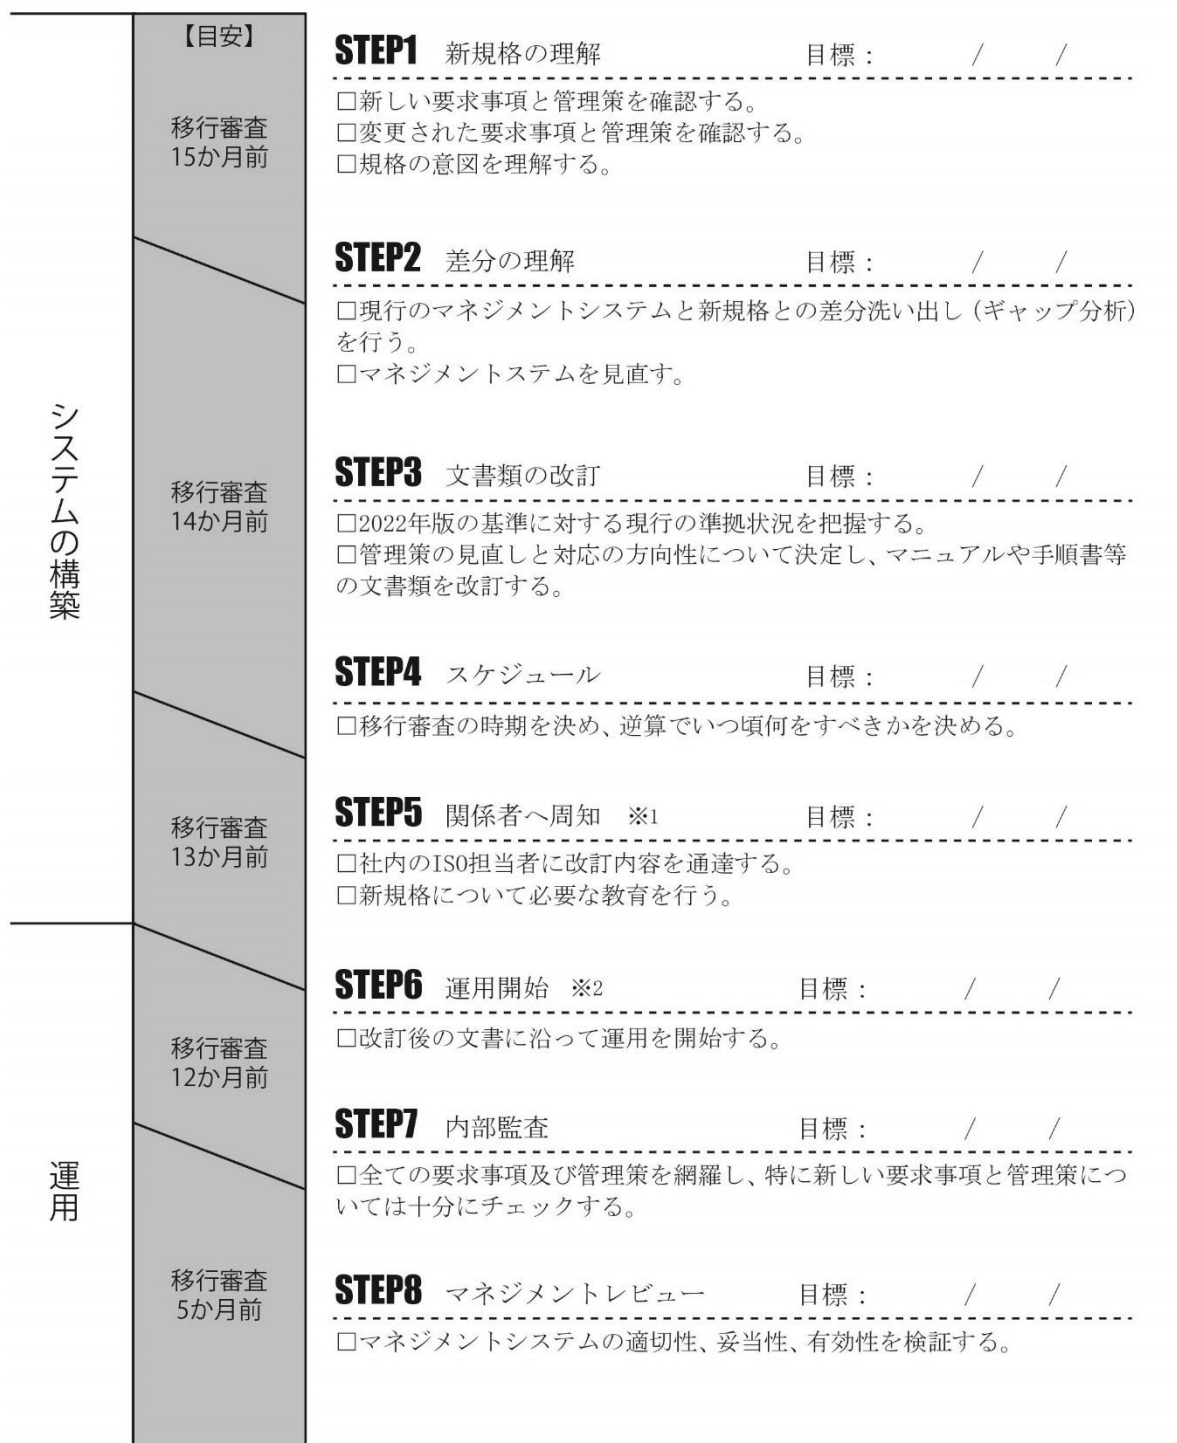 システムの構築
運用
【目安】
移行審査
15か月前
移行審査
14か月前
移行審査
13か月前
移行審査
12か月前
移行審査
5か月前
STEP1 新規格の理解 目標： / /
□新しい要求事項と管理策を確認する。
□変更された要求事項と管理策を確認する。
□規格の意図を理解する。
STEP2 差分の理解 目標： / /
□現行のマネジメントシステムと新規格との差分洗い出し（ギャップ分析）
を行う。
□マネジメントステムを見直す。
STEP3 文書類の改訂 目標： / /
□2022年版の基準に対する現行の準拠状況を把握する。
□管理策の見直しと対応の方向性について決定し、マニュアルや手順書等
の文書類を改訂する。
STEP4 スケジュール 目標： / /
□移行審査の時期を決め、逆算でいつ頃何をすべきかを決める。
STEP5 関係者へ周知 ※1 目標： / /
□社内のISO担当者に改訂内容を通達する。
□新規格について必要な教育を行う。
STEP6 運用開始 ※2 目標： / /
□改訂後の文書に沿って運用を開始する。
STEP7 内部監査 目標： / /
□全ての要求事項及び管理策を網羅し、特に新しい要求事項と管理策につ
いては十分にチェックする。
STEP8 マネジメントレビュー 目標： / /
□マネジメントシステムの適切性、妥当性、有効性を検証する。